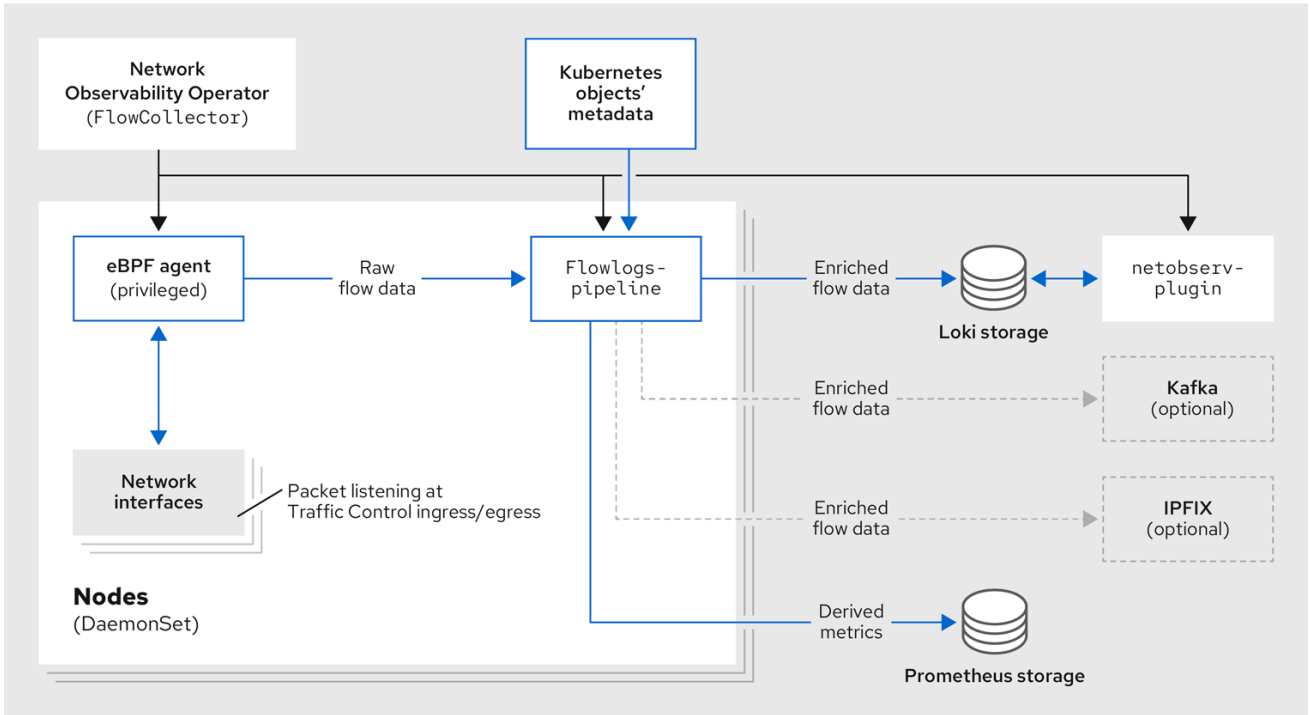 Network
Observability Operator
(FlowCollector)
Kubernetes
objects’
metadata
eBPF agent
(privileged)
Raw
flow data
Flowlogs-
pipeline
Enriched
flow data
Loki storage
netobserv-
plugin
Enriched
flow data
Kafka
(optional)
Network
interfaces
Packet listening at
Traffic Control ingress/egress
Enriched
flow data
IPFIX
(optional)
Nodes
(DaemonSet)
Derived
metrics
Prometheus storage